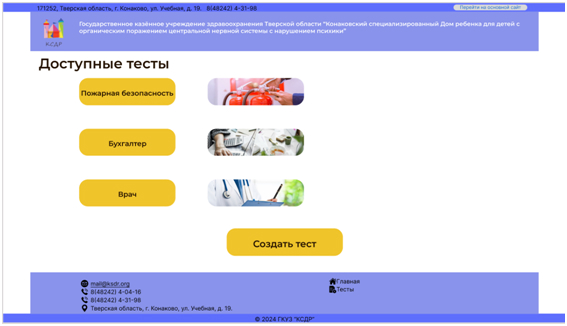 171252, Тверская область, г. Конаково, ул. Учебная, д. 19. 8(48242) 4-31-98
Перейти на основной сайт
КсДР
Государственное казённое учреждение здравоохранения Тверской области "Конаковский специализированный Дом ребенка для детей с
органическим поражением центральной нервной системы с нарушением психики"
Доступные тесты
Пожарная безопасность
Бухгалтер
Врач
Создать тест
mail@ksdr.org
8(48242) 4-04-16
8(48242) 4-31-98
Тверская область, г. Конаково, ул. Учебная, д. 19.
Главная
Тесты
© 2024 ГКУЗ "КСДР"